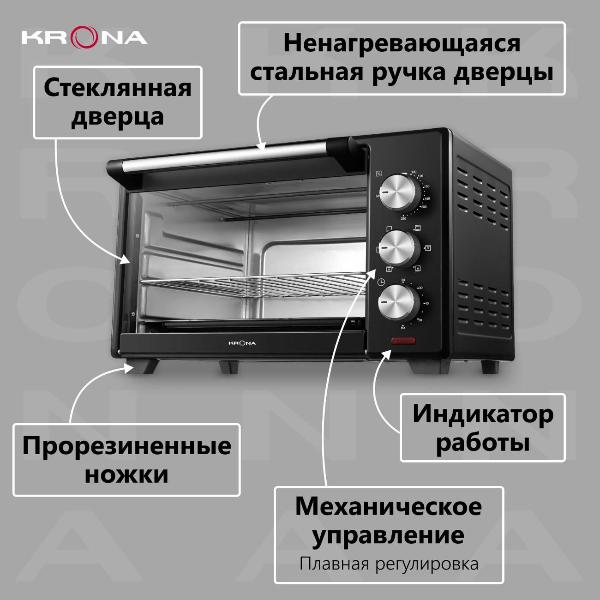 KRONA
Ненагревающаяся
стальная ручка дверцы
Стеклянная
дверца
KRONA
Прорезиненные
ножки
Индикатор
работы
Механическое
управление
Плавная регулировка